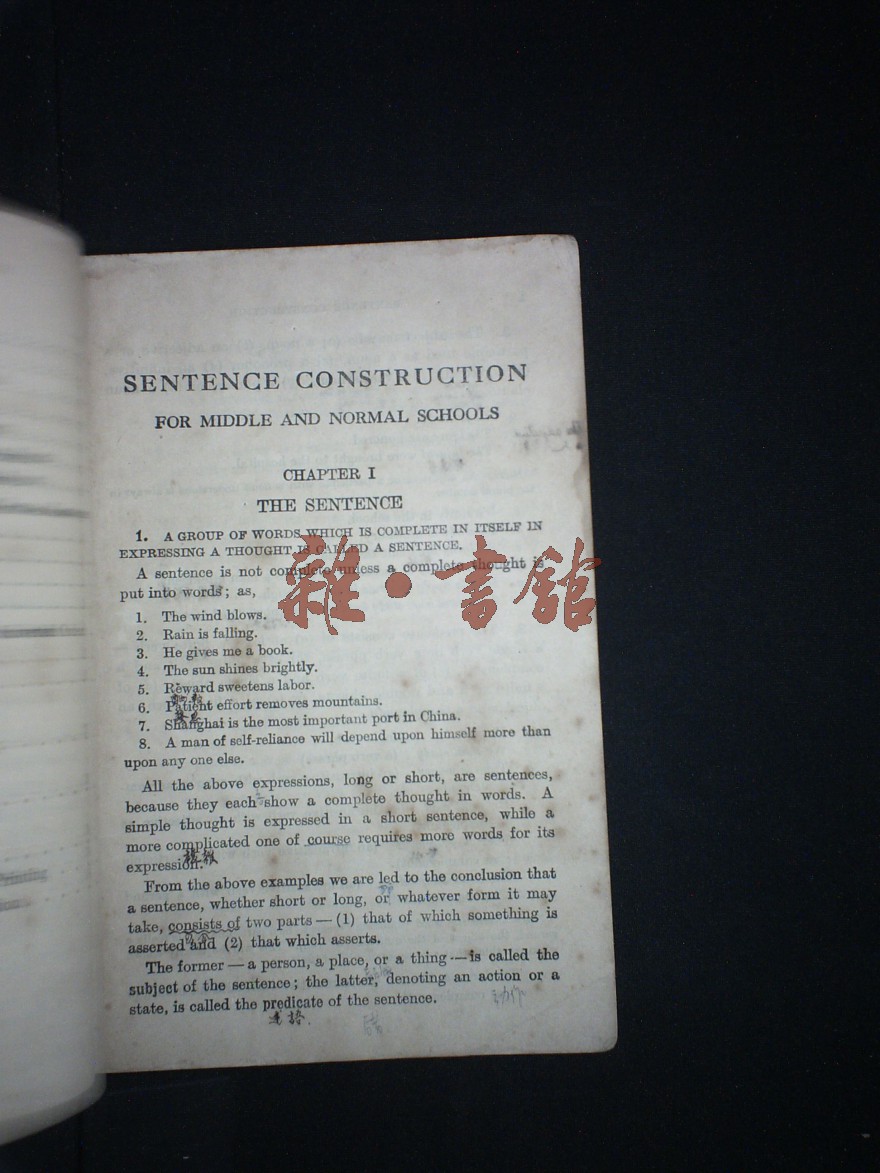 SENTENCE CONSTRUCTION
FOR MIDDLE AND NORMAL SCHOOLS
CHAPTER I
THE SENTENCE
1. A GROUP OF WORDS WHICH IS COMPLETE IN ITSELF IN
EXPRESSING A THOUGHT IS CALLED A SENTENCE.
A sentence is not complete unless a complete thought is
put into words; as,
1. The wind blows.
2. Rain is falling.
3. He gives me a book.
4. The sun shines brightly.
5. Reward sweetens labor.
6. Patient effort removes mountains.
7. Shanghai is the most important port in China.
8. A man of self-reliance will depend upon himself more than
upon any one else.
All the above expressions, long or short, are sentences,
because they each show a complete thought in words. A
simple thought is expressed in a short sentence, while a
more complicated one of course requires more words for its
expression.
From the above examples we are led to the conclusion that
a sentence, whether short or long, or whatever form it may
take, consists of two parts — (1) that of which something is
asserted and (2) that which asserts.
The former — a person, a place, or a thing — is called the
subject of the sentence; the latter, denoting an action or a
state, is called the predicate of the sentence.
雜·書館